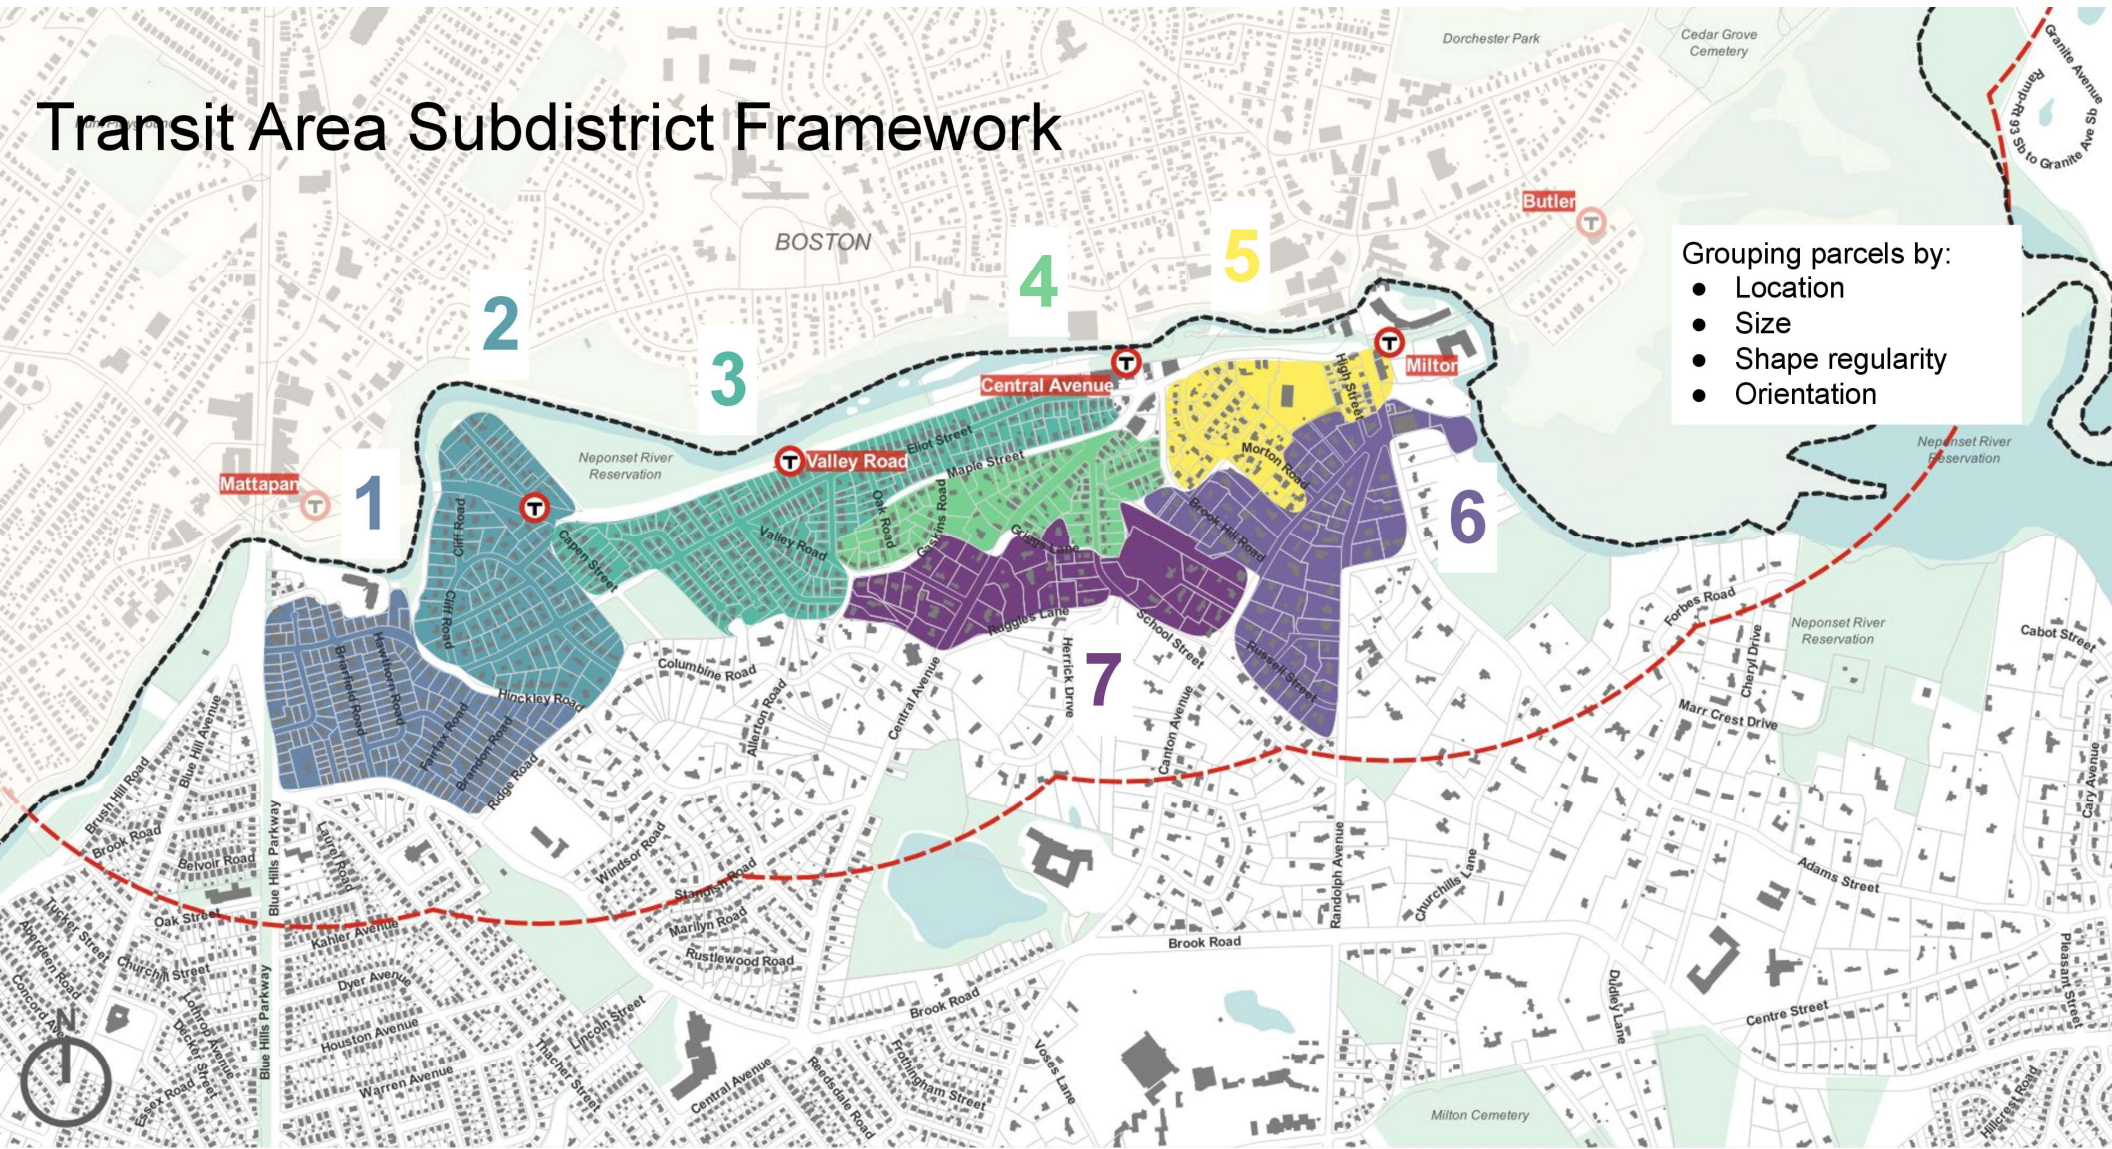 Transit Area Subdistrict Framework
Dorchester Park
Cedar Grove
Cemetery
Granite Avenue
Ramp-Rt 93 Sb to Granite Ave Sb
BOSTON
Butler
T
Grouping parcels by:
● Location
● Size
● Shape regularity
● Orientation
1
2
3
4
5
6
7
Mattapan
T
T
Valley Road
T
Central Avenue
T
Milton
T
Neponset River
Reservation
Neponset River
Reservation
Neponset River
Reservation
High Street
Eliot Street
Maple Street
Morton Road
Oak Road
Gaskins Road
Valley Road
Capen Street
Cliff Road
Cliff Road
Griggs Lane
Brook Hill Road
Ruggles Lane
School Street
Russell Street
Hinckley Road
Hawthorn Road
Briarfield Road
Fairfax Road
Brandon Road
Ridge Road
Columbine Road
Allerton Road
Central Avenue
Herrick Drive
Canton Avenue
Forbes Road
Cheryl Drive
Marr Crest Drive
Cabot Street
Cary Avenue
Blue Hill Avenue
Brush Hill Road
Brook Road
Belvoir Road
Blue Hills Parkway
Laurel Road
Windsor Road
Standish Road
Marilyn Road
Rustlewood Road
Randolph Avenue
Churchills Lane
Adams Street
Oak Street
Kahler Avenue
Tucker Street
Aberdeen Road
Churchill Street
Concord Ave
Lothrop Avenue
Decker Street
Essex Road
Blue Hills Parkway
Dyer Avenue
Houston Avenue
Warren Avenue
Thacher Street
Lincoln Street
Central Avenue
Reedsdale Road
Brook Road
Frothingham Street
Voses Lane
Brook Road
Dudley Lane
Centre Street
Pleasant Street
Hillcrest Road
Milton Cemetery
N